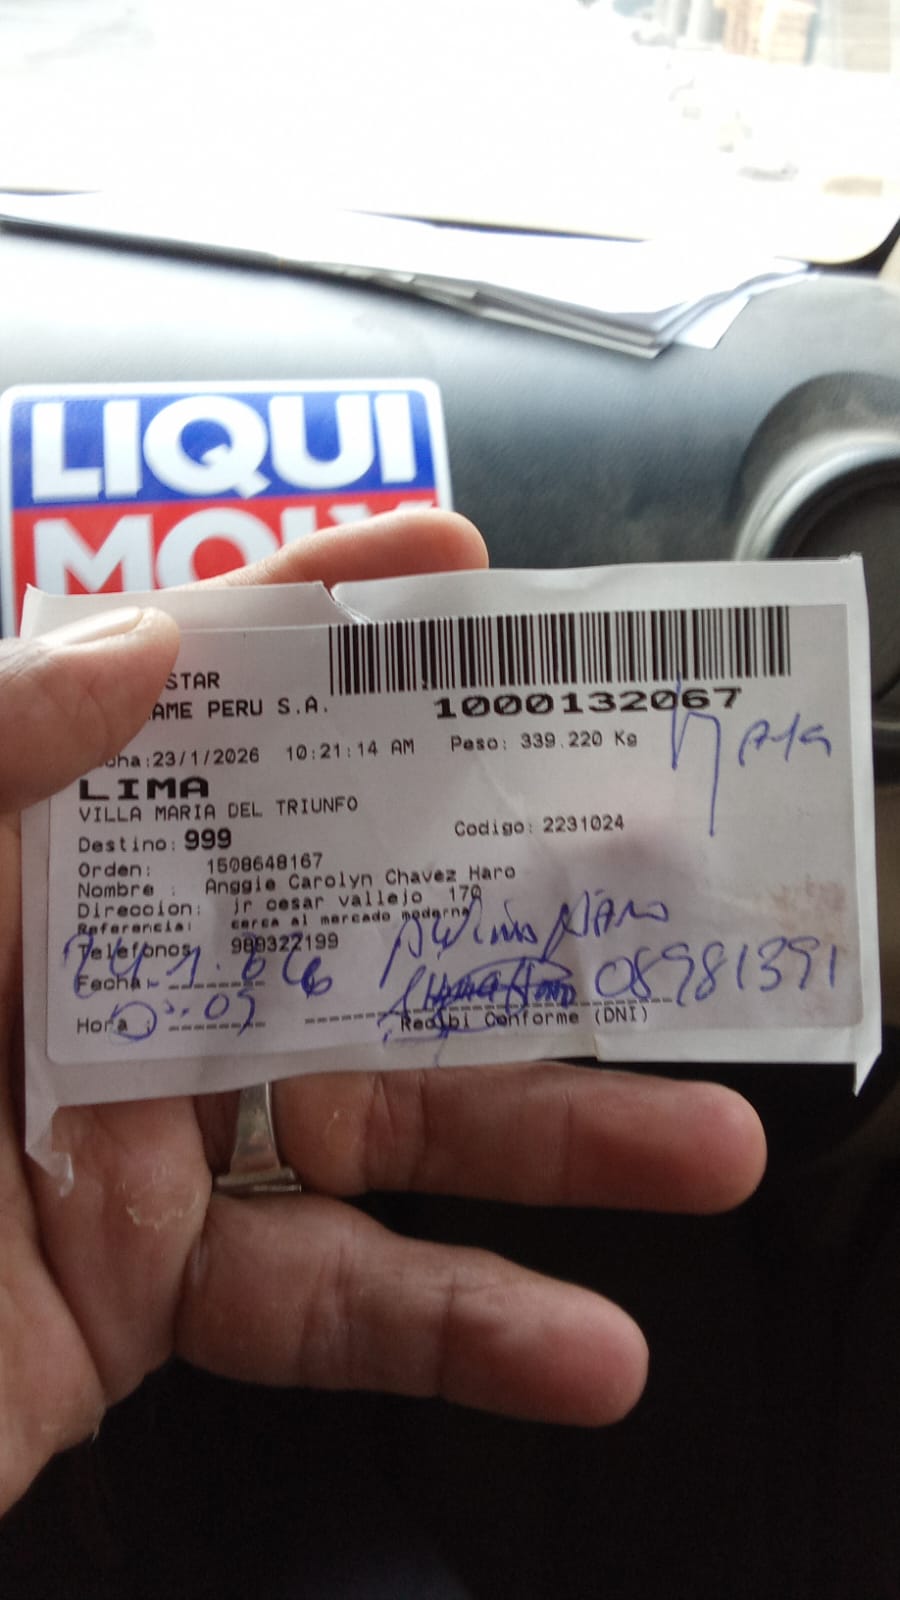 LIQUI
MOLY
STAR
AME PERU S.A.
1000132067
cha:23/1/2026 10:21:14 AM Peso: 339.220 Kg
LIMA
VILLA MARIA DEL TRIUNFO
Destino: 999 Codigo: 2231024
Orden: 1508648167
Nombre : Anggie Carolyn Chavez Haro
Direccion: jr cesar vallejo 170
Referencia: cerca al mercado moderna
Telefonos 989322199
Fecha:
Hora :
08981391
Recibi Conforme (DNI)